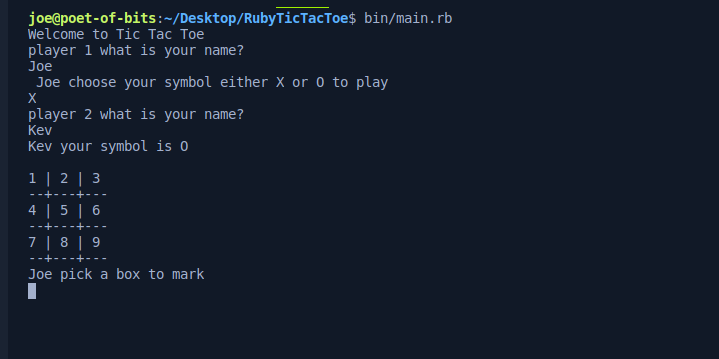 joe@poet-of-bits:~/Desktop/RubyTicTacToe$ bin/main.rb
Welcome to Tic Tac Toe
player 1 what is your name?
Joe
 Joe choose your symbol either X or O to play
X
player 2 what is your name?
Kev
Kev your symbol is O

1 | 2 | 3
--+---+---
4 | 5 | 6
--+---+---
7 | 8 | 9
--+---+---
Joe pick a box to mark